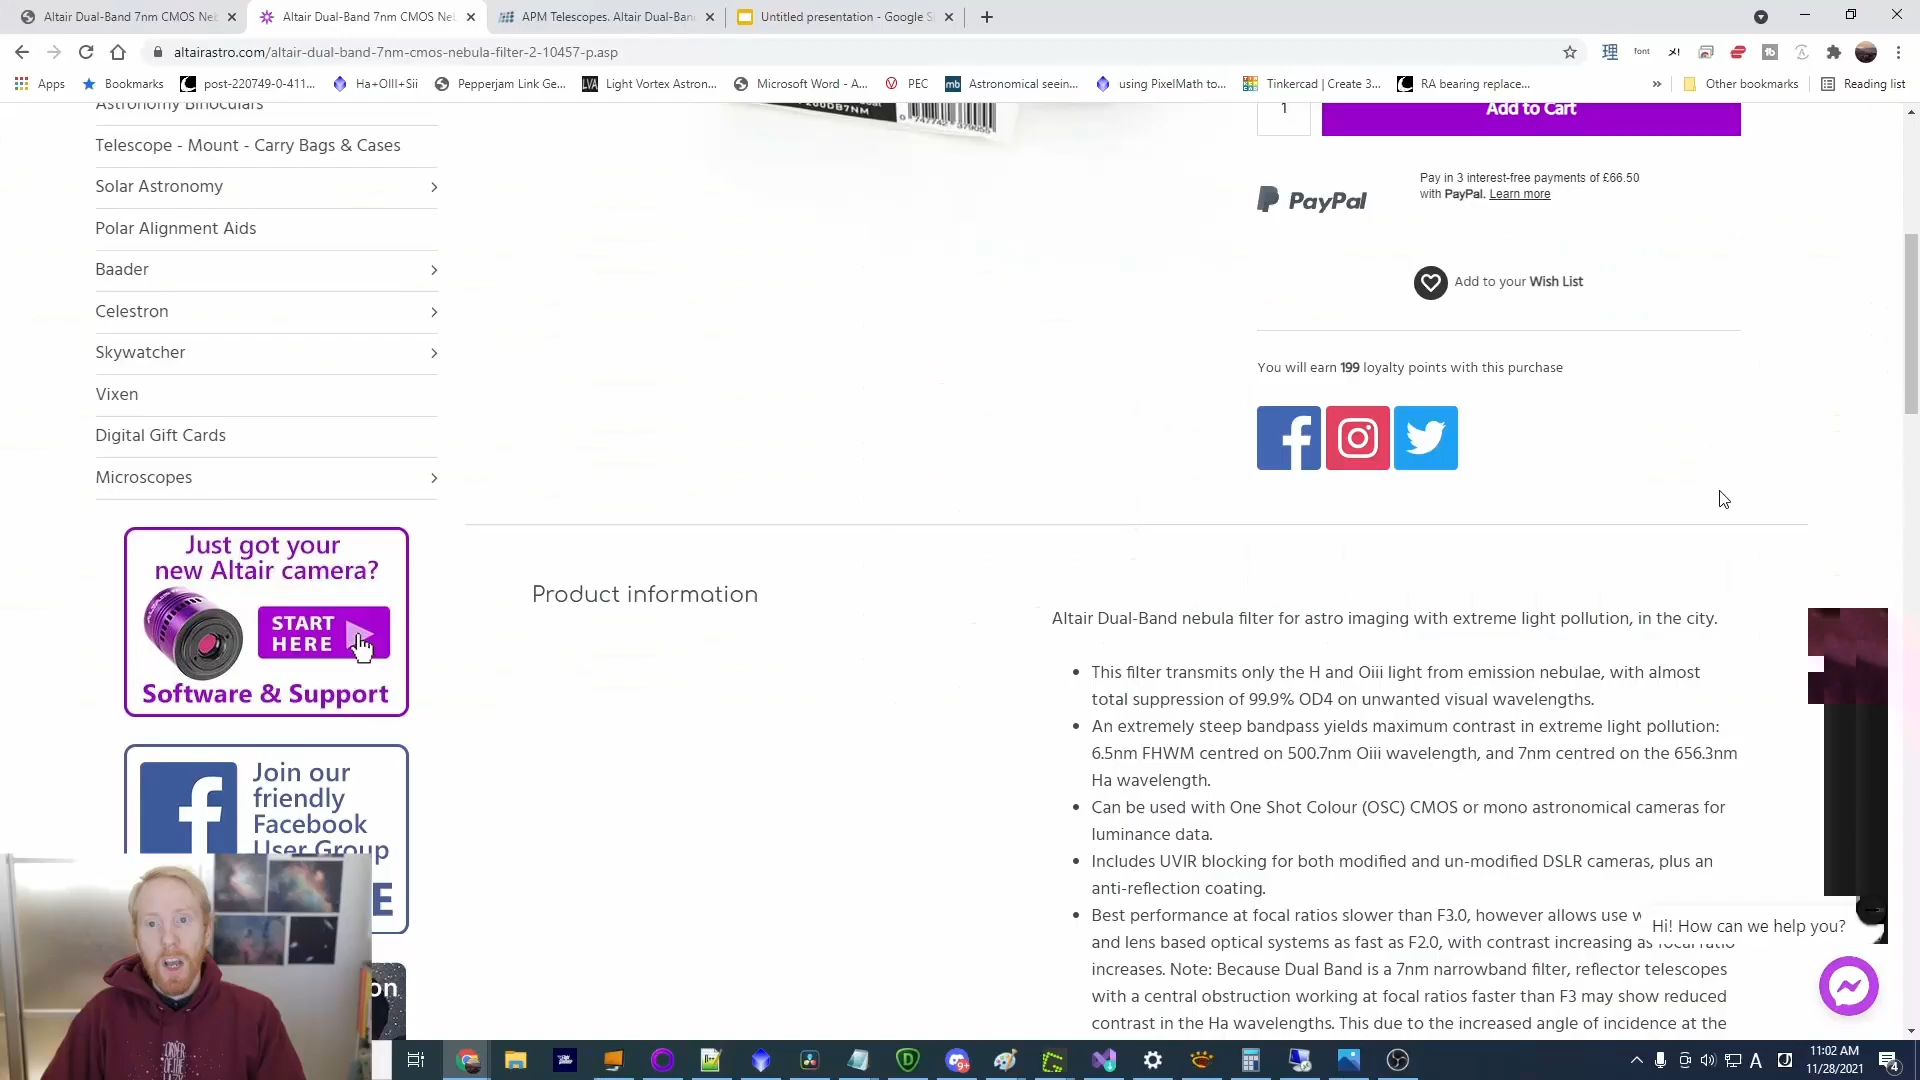 Altair Dual-Band 7nm CMOS Neb
Altair Dual-Band 7nm CMOS Neb
APM Telescopes. Altair Dual-Ban
Untitled presentation - Google S
altairastro.com/altair-dual-band-7nm-cmos-nebula-filter-2-10457-p.asp
Apps
Bookmarks
post-220749-0-411...
Ha+OIII+Sii
Pepperjam Link Ge...
Light Vortex Astron...
Microsoft Word - A...
PEC
Astronomical seein...
using PixelMath to...
Tinkercad | Create 3...
RA bearing replace...
Other bookmarks
Reading list
Astronomy Binoculars
Telescope - Mount - Carry Bags & Cases
Solar Astronomy
Polar Alignment Aids
Baader
Celestron
Skywatcher
Vixen
Digital Gift Cards
Microscopes
Just got your
new Altair camera?
START
HERE
Software & Support
Join our
friendly
Facebook
User Group
1
Add to Cart
PayPal
Pay in 3 interest-free payments of £66.50
with PayPal. Learn more
Add to your Wish List
You will earn 199 loyalty points with this purchase
Product information
Altair Dual-Band nebula filter for astro imaging with extreme light pollution, in the city.
This filter transmits only the H and Oiii light from emission nebulae, with almost
total suppression of 99.9% OD4 on unwanted visual wavelengths.
An extremely steep bandpass yields maximum contrast in extreme light pollution:
6.5nm FHWM centred on 500.7nm Oiii wavelength, and 7nm centred on the 656.3nm
Ha wavelength.
Can be used with One Shot Colour (OSC) CMOS or mono astronomical cameras for
luminance data.
Includes UVIR blocking for both modified and un-modified DSLR cameras, plus an
anti-reflection coating.
Best performance at focal ratios slower than F3.0, however allows use
and lens based optical systems as fast as F2.0, with contrast increasing as focal ratio
increases. Note: Because Dual Band is a 7nm narrowband filter, reflector telescopes
with a central obstruction working at focal ratios faster than F3 may show reduced
contrast in the Ha wavelengths. This due to the increased angle of incidence at the
Hi! How can we help you?
11:02 AM
11/28/2021